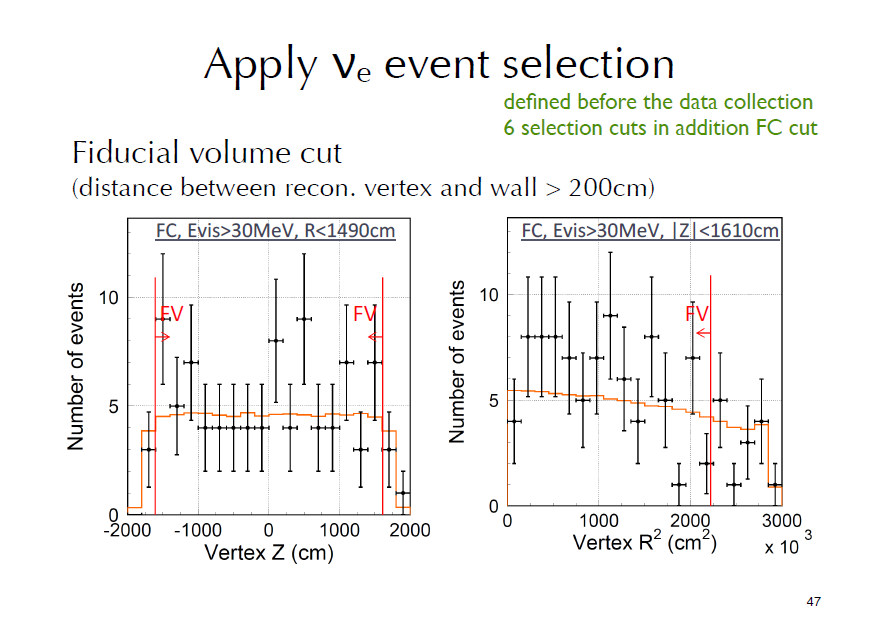 Apply νe event selection
defined before the data collection
6 selection cuts in addition FC cut
Fiducial volume cut
(distance between recon. vertex and wall > 200cm)
FC, Evis>30MeV, R<1490cm
FV
FV
Number of events
10
5
0
-2000
-1000
0
1000
2000
Vertex Z (cm)
FC, Evis>30MeV, |Z|<1610cm
FV
Number of events
10
5
0
0
1000
2000
3000
Vertex R² (cm²)
x 10³
47